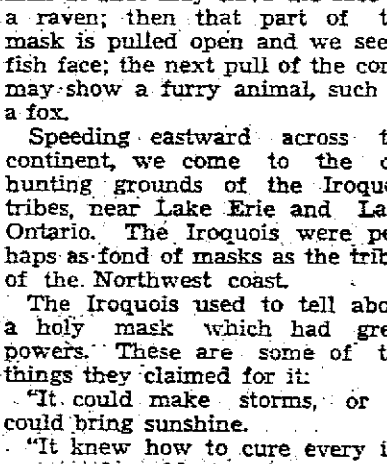 a raven; then that part of t
mask is pulled open and we see
fish face; the next pull of the cor
may show a furry animal, such
a fox.
Speeding eastward across t
continent, we come to the o
hunting grounds of the Iroquo
tribes, near Lake Erie and La
Ontario. The Iroquois were pe
haps as fond of masks as the trib
of the Northwest coast.
The Iroquois used to tell abo
a holy mask which had gre
powers. These are some of t
things they claimed for it:
"It could make storms, or
could bring sunshine.
"It knew how to cure every i